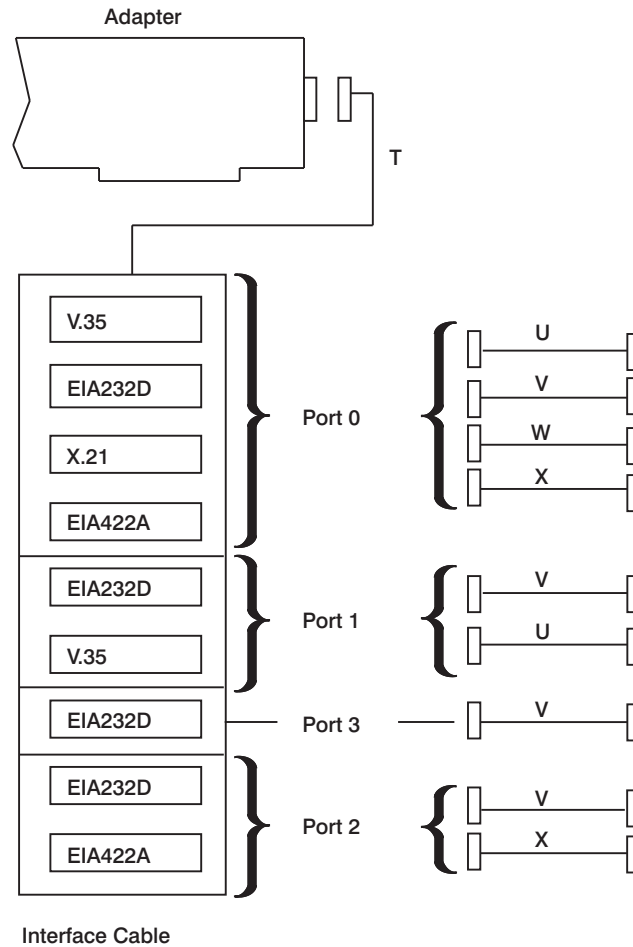 Adapter
T
V.35
EIA232D
X.21
EIA422A
Port 0
U
V
W
X
EIA232D
V.35
Port 1
V
U
EIA232D
Port 3
V
EIA232D
EIA422A
Port 2
V
X
Interface Cable